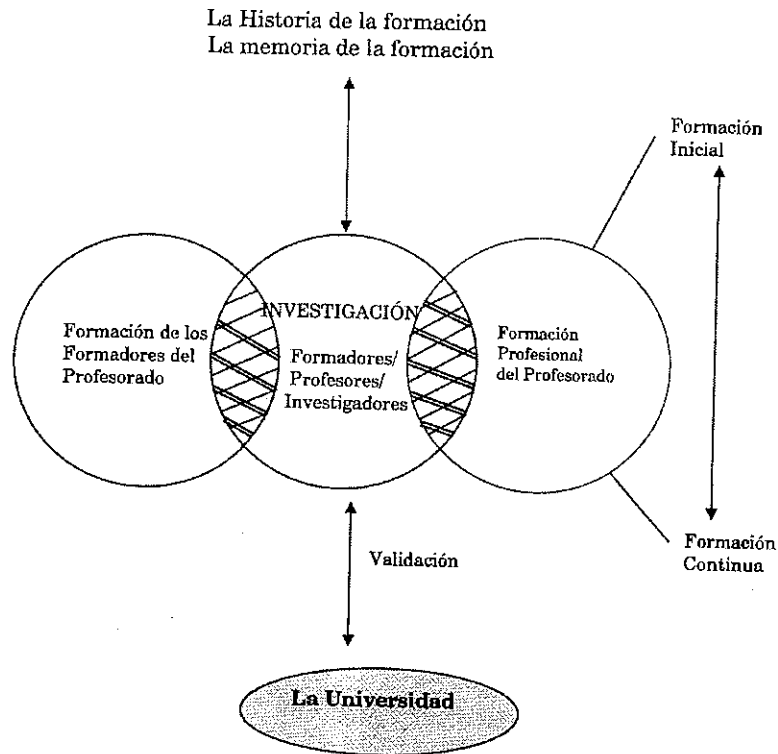 La Historia de la formación
La memoria de la formación
Formación
Inicial
INVESTIGACIÓN
Formación de los
Formadores del
Profesorado
Formadores/
Profesores/
Investigadores
Formación
Profesional
del Profesorado
Formación
Continua
Validación
La Universidad